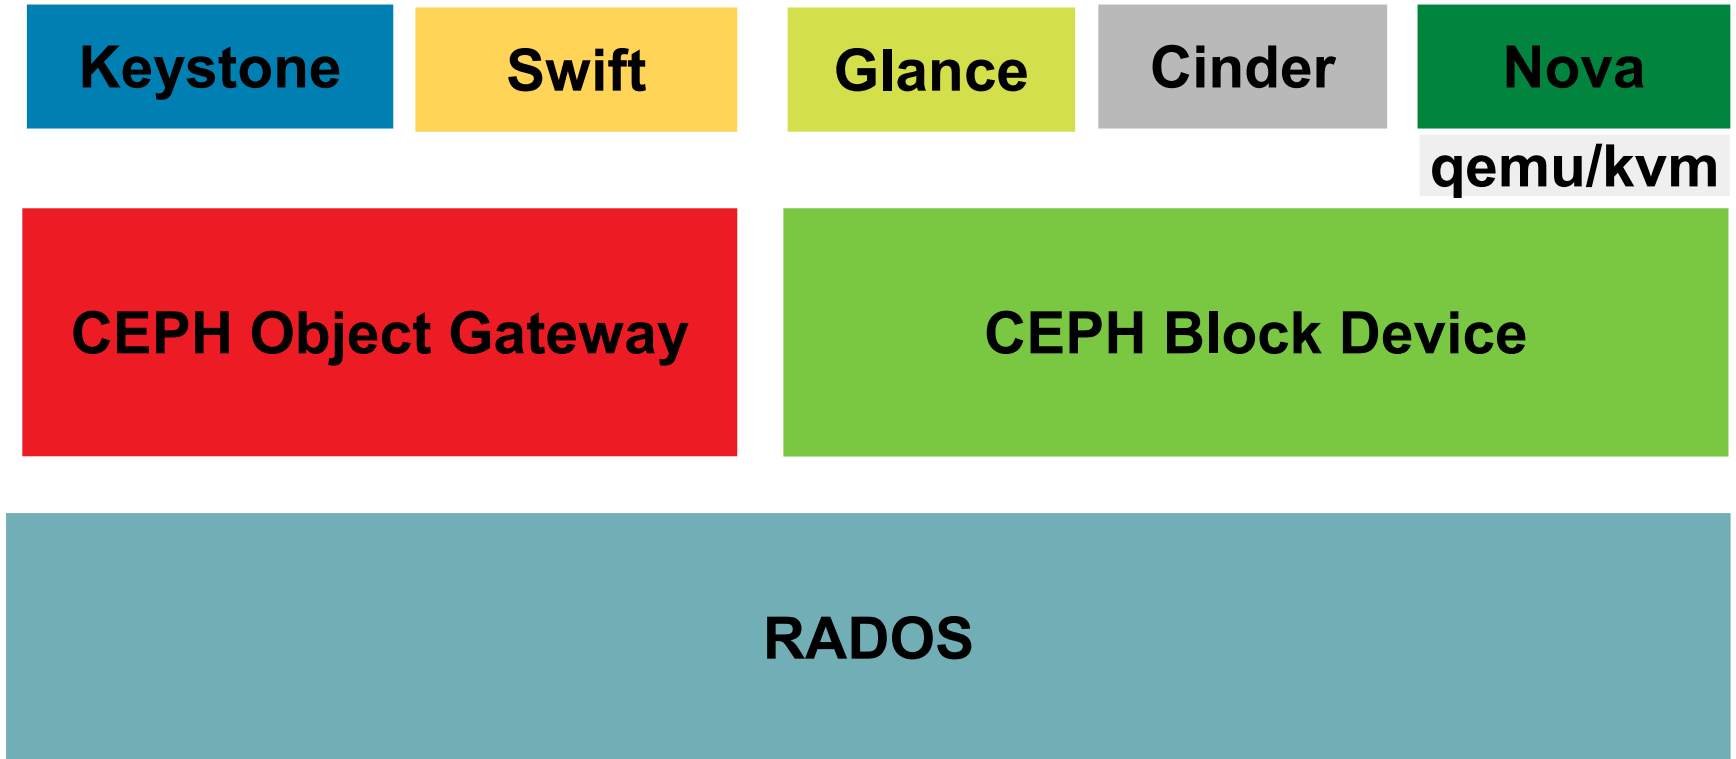 Keystone
Swift
Glance
Cinder
Nova
qemu/kvm
CEPH Object Gateway
CEPH Block Device
RADOS